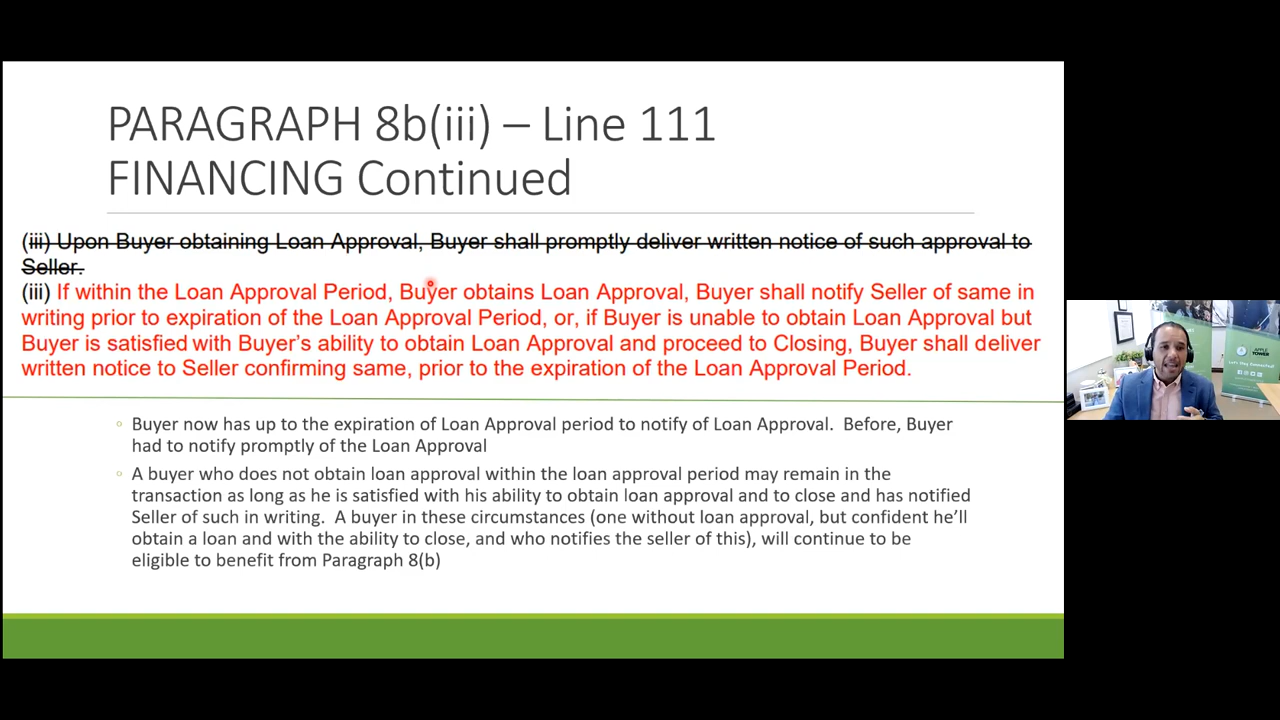 PARAGRAPH 8b(iii) – Line 111
FINANCING Continued
(iii) Upon Buyer obtaining Loan Approval, Buyer shall promptly deliver written notice of such approval to
Seller.
(iii) If within the Loan Approval Period, Buyer obtains Loan Approval, Buyer shall notify Seller of same in
writing prior to expiration of the Loan Approval Period, or, if Buyer is unable to obtain Loan Approval but
Buyer is satisfied with Buyer's ability to obtain Loan Approval and proceed to Closing, Buyer shall deliver
written notice to Seller confirming same, prior to the expiration of the Loan Approval Period.
◦ Buyer now has up to the expiration of Loan Approval period to notify of Loan Approval. Before, Buyer
had to notify promptly of the Loan Approval
◦ A buyer who does not obtain loan approval within the loan approval period may remain in the
transaction as long as he is satisfied with his ability to obtain loan approval and to close and has notified
Seller of such in writing. A buyer in these circumstances (one without loan approval, but confident he'll
obtain a loan and with the ability to close, and who notifies the seller of this), will continue to be
eligible to benefit from Paragraph 8(b)
APPLE
TOWER